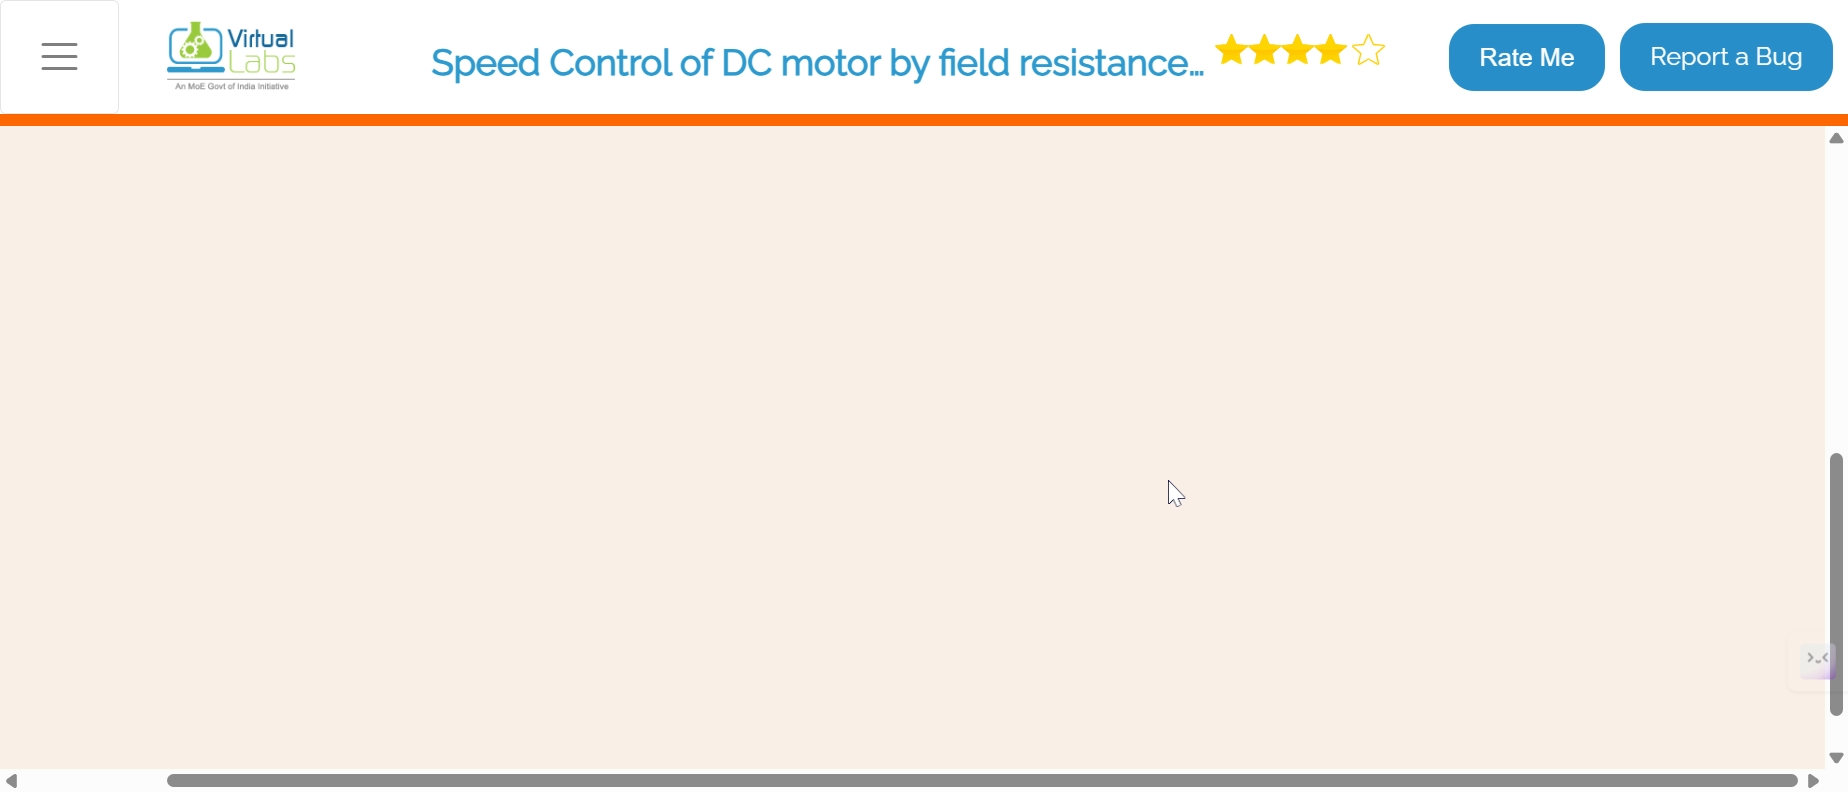 Virtual
Labs
An MoE Govt of India Initiative
Speed Control of DC motor by field resistance...
Rate Me
Report a Bug